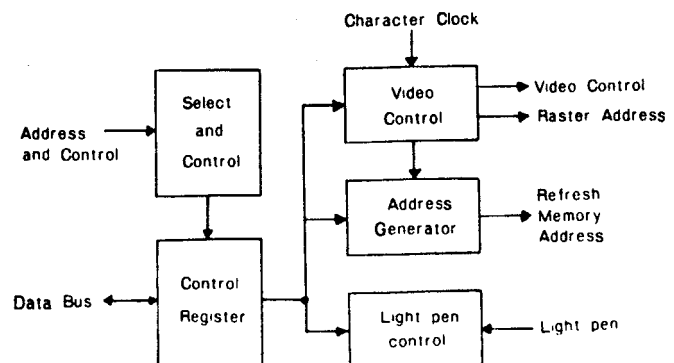 Character Clock
Select
and
Control
Address
and Control
Video
Control
Video Control
Raster Address
Address
Generator
Refresh
Memory
Address
Data Bus
Control
Register
Light pen
control
Light pen